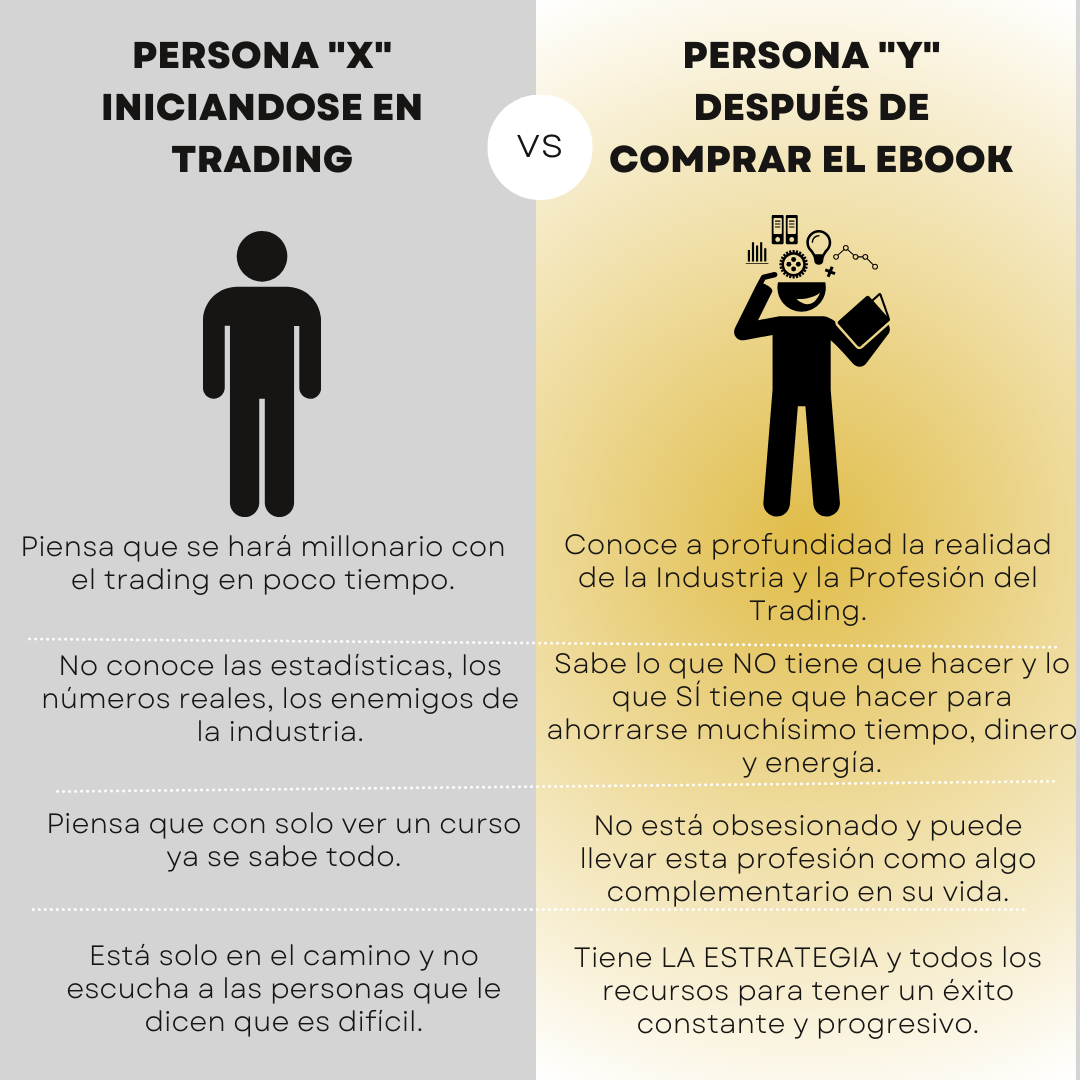 PERSONA "X"
INICIANDOSE EN
TRADING
VS
PERSONA "Y"
DESPUÉS DE
COMPRAR EL EBOOK
Piensa que se hará millonario con
el trading en poco tiempo.
Conoce a profundidad la realidad
de la Industria y la Profesión del
Trading.
No conoce las estadísticas, los
números reales, los enemigos de
la industria.
Sabe lo que NO tiene que hacer y lo
que SÍ tiene que hacer para
ahorrarse muchísimo tiempo, dinero
y energía.
Piensa que con solo ver un curso
ya se sabe todo.
No está obsesionado y puede
llevar esta profesión como algo
complementario en su vida.
Está solo en el camino y no
escucha a las personas que le
dicen que es difícil.
Tiene LA ESTRATEGIA y todos los
recursos para tener un éxito
constante y progresivo.